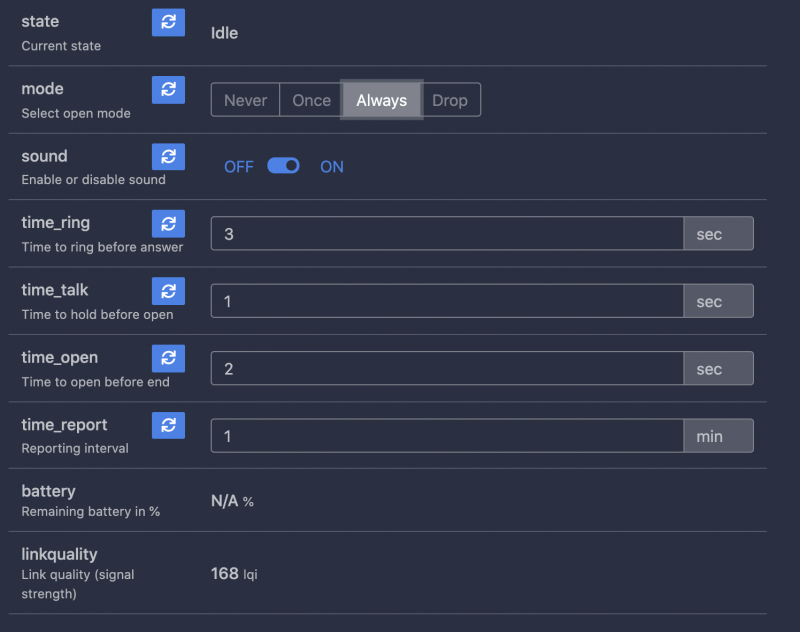 state
Current state
Idle
mode
Select open mode
Never Once Always Drop
sound
Enable or disable sound
OFF ON
time_ring
Time to ring before answer
3 sec
time_talk
Time to hold before open
1 sec
time_open
Time to open before end
2 sec
time_report
Reporting interval
1 min
battery
Remaining battery in %
N/A %
linkquality
Link quality (signal
strength)
168 lqi